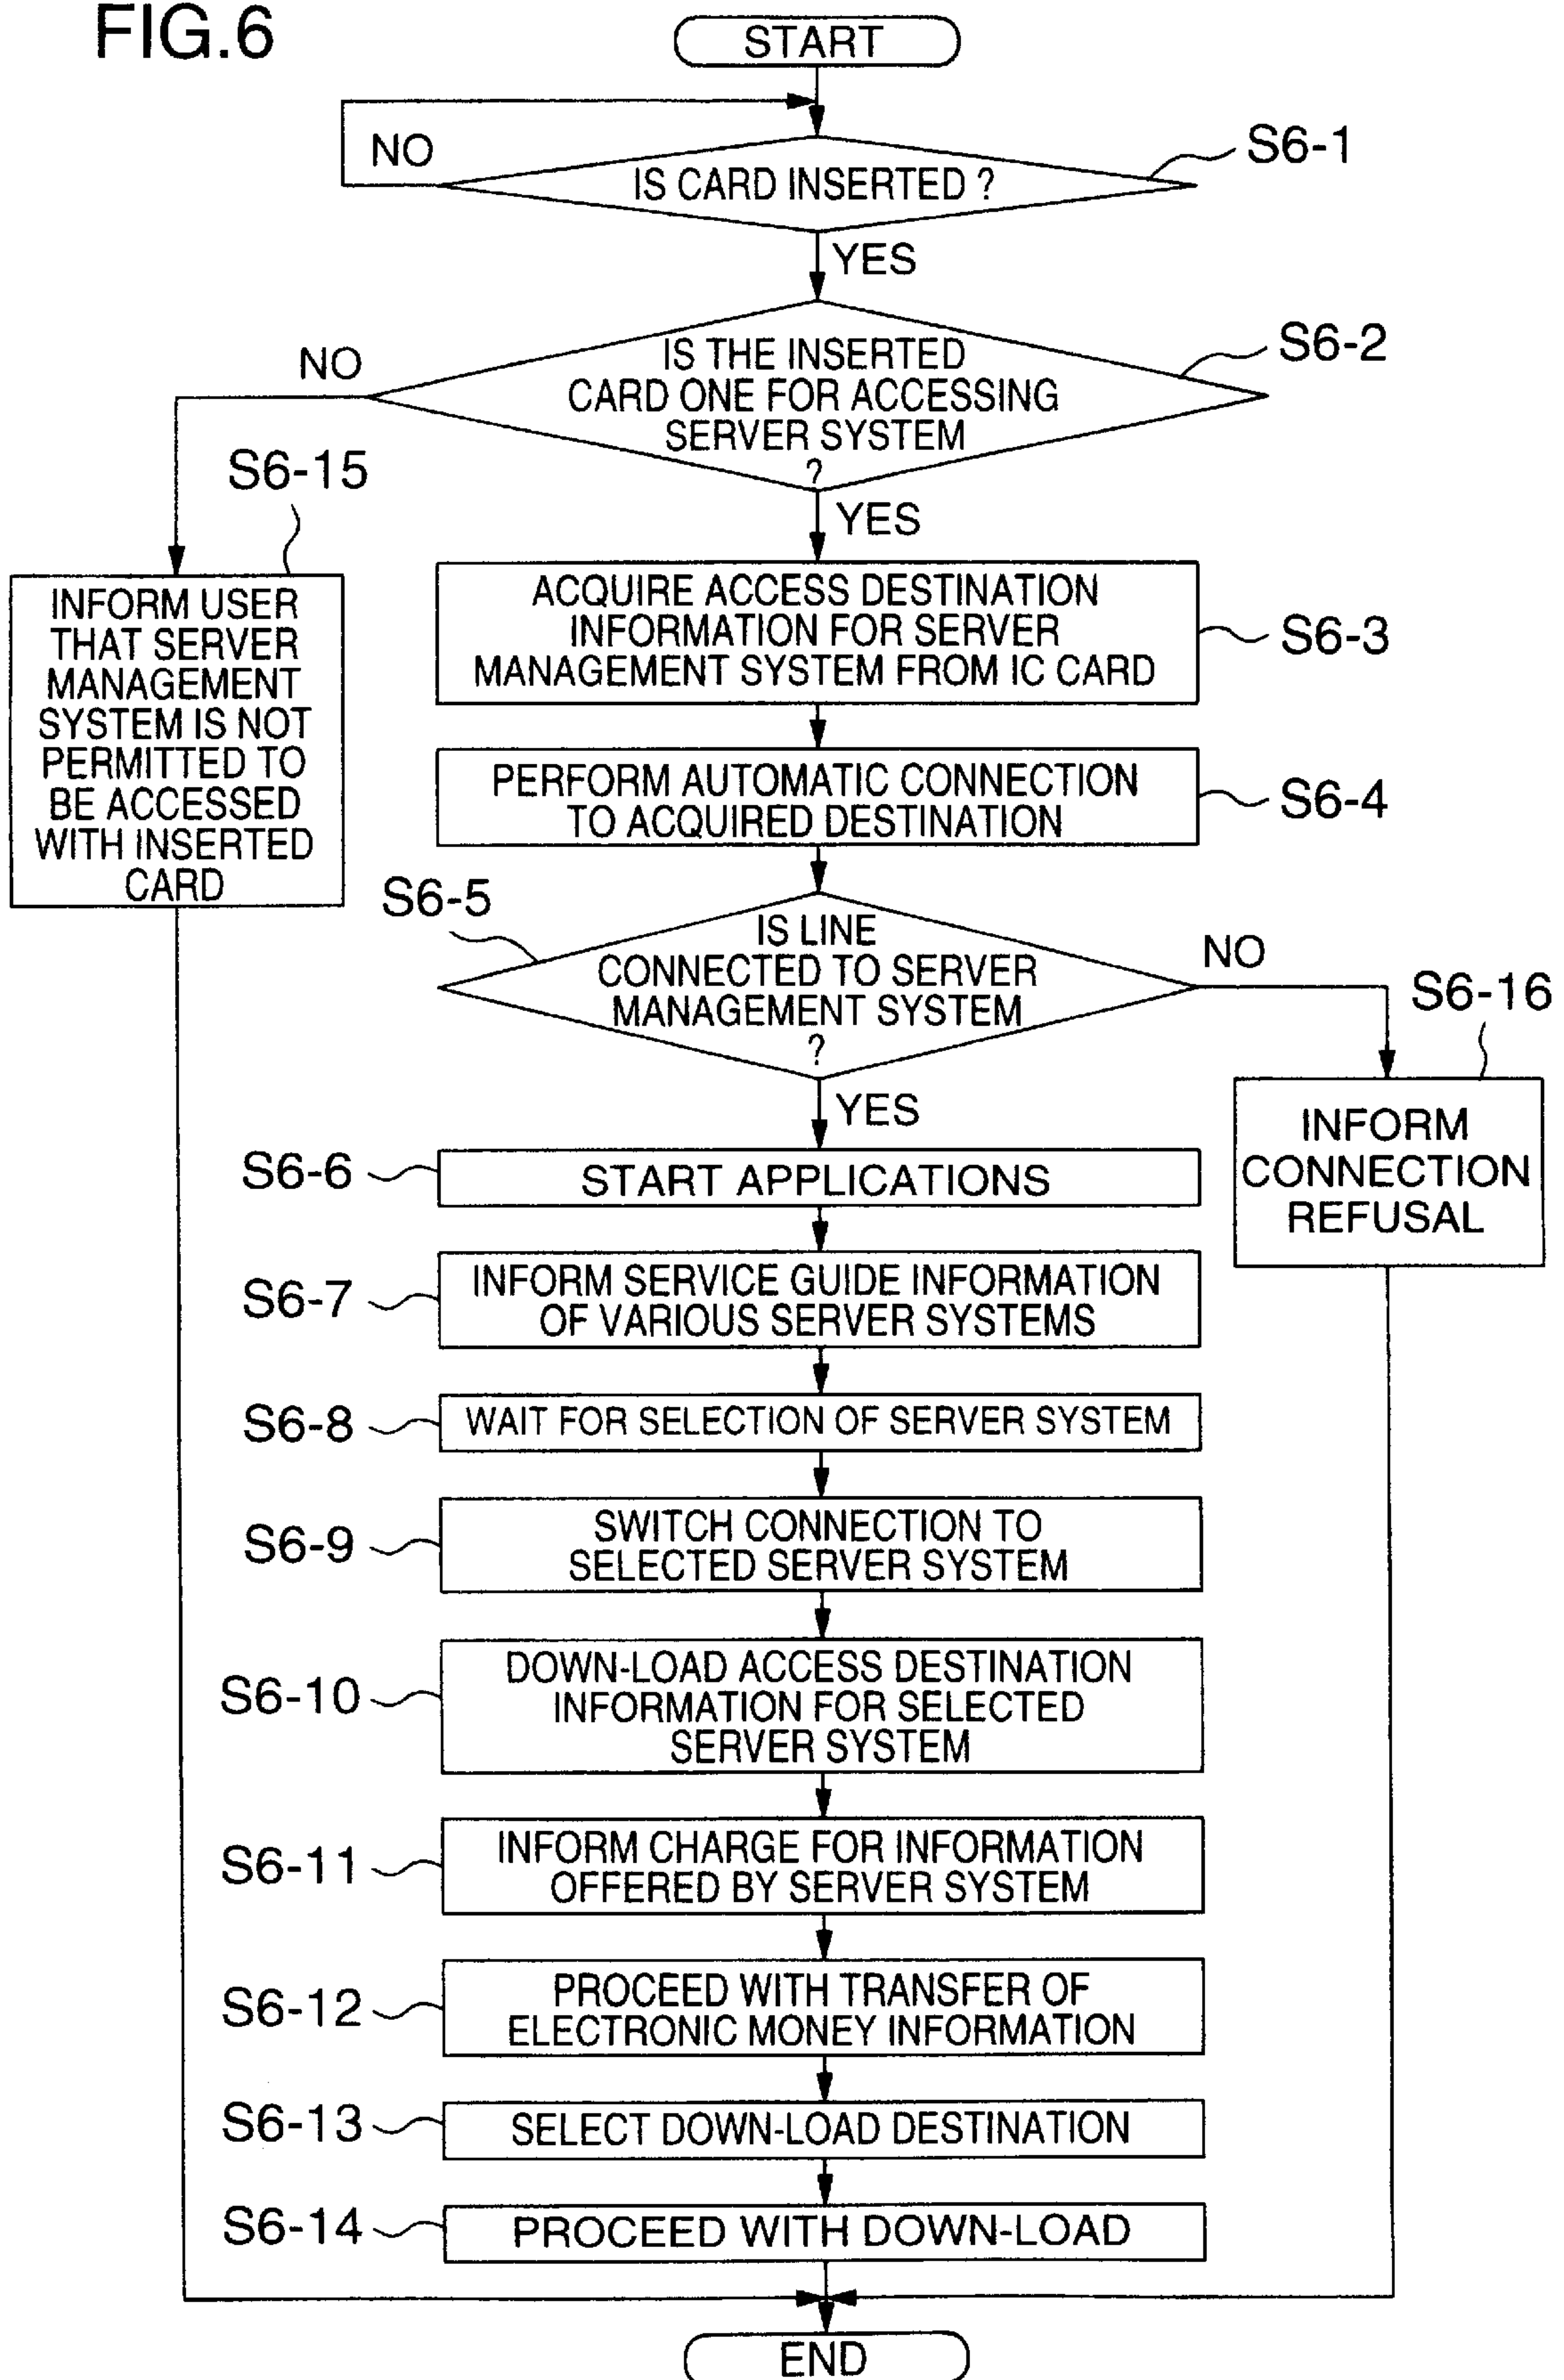 FIG.6
START
NO
IS CARD INSERTED ?
S6-1
YES
NO
IS THE INSERTED
CARD ONE FOR ACCESSING
SERVER SYSTEM
?
S6-2
YES
S6-15
INFORM USER
THAT SERVER
MANAGEMENT
SYSTEM IS NOT
PERMITTED TO
BE ACCESSED
WITH INSERTED
CARD
ACQUIRE ACCESS DESTINATION
INFORMATION FOR SERVER
MANAGEMENT SYSTEM FROM IC CARD
S6-3
PERFORM AUTOMATIC CONNECTION
TO ACQUIRED DESTINATION
S6-4
S6-5
IS LINE
CONNECTED TO SERVER
MANAGEMENT SYSTEM
?
NO
S6-16
INFORM
CONNECTION
REFUSAL
YES
S6-6
START APPLICATIONS
S6-7
INFORM SERVICE GUIDE INFORMATION
OF VARIOUS SERVER SYSTEMS
S6-8
WAIT FOR SELECTION OF SERVER SYSTEM
S6-9
SWITCH CONNECTION TO
SELECTED SERVER SYSTEM
S6-10
DOWN-LOAD ACCESS DESTINATION
INFORMATION FOR SELECTED
SERVER SYSTEM
S6-11
INFORM CHARGE FOR INFORMATION
OFFERED BY SERVER SYSTEM
S6-12
PROCEED WITH TRANSFER OF
ELECTRONIC MONEY INFORMATION
S6-13
SELECT DOWN-LOAD DESTINATION
S6-14
PROCEED WITH DOWN-LOAD
END